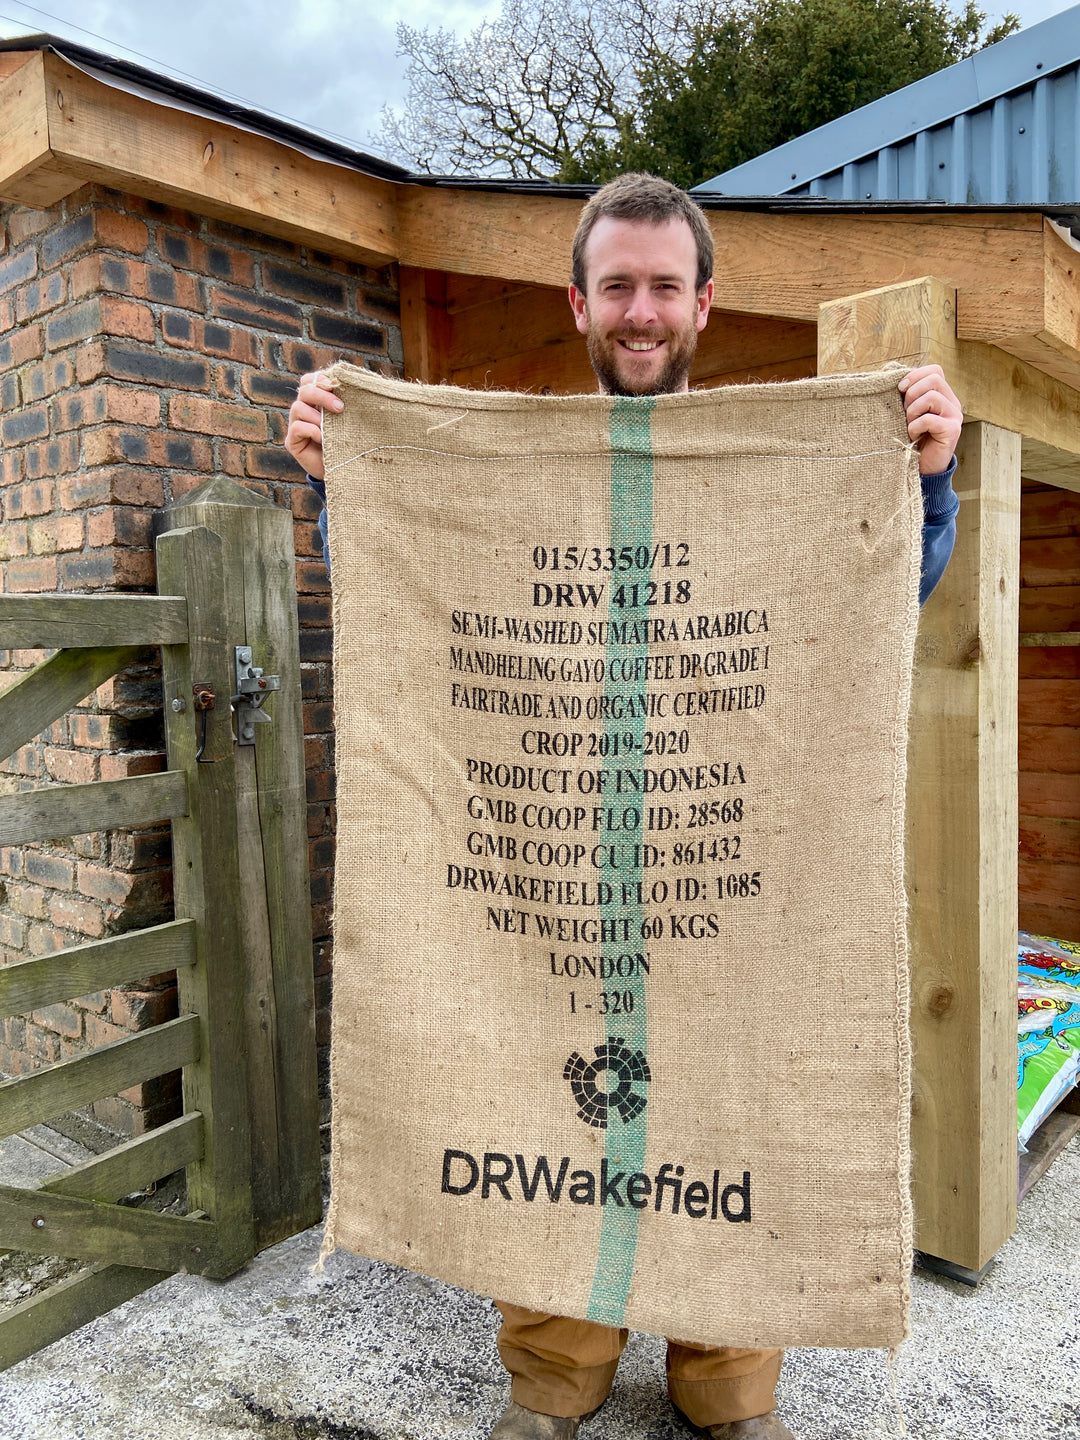 015/3350/12
DRW 41218
SEMI-WASHED SUMATRA ARABICA
MANDHELING GAYO COFFEE DP GRADE 1
FAIRTRADE AND ORGANIC CERTIFIED
CROP 2019-2020
PRODUCT OF INDONESIA
GMB COOP FLO ID: 28568
GMB COOP CU ID: 861432
DRWAKEFIELD FLO ID: 1085
NET WEIGHT 60 KGS
LONDON
1 - 320
DRWakefield